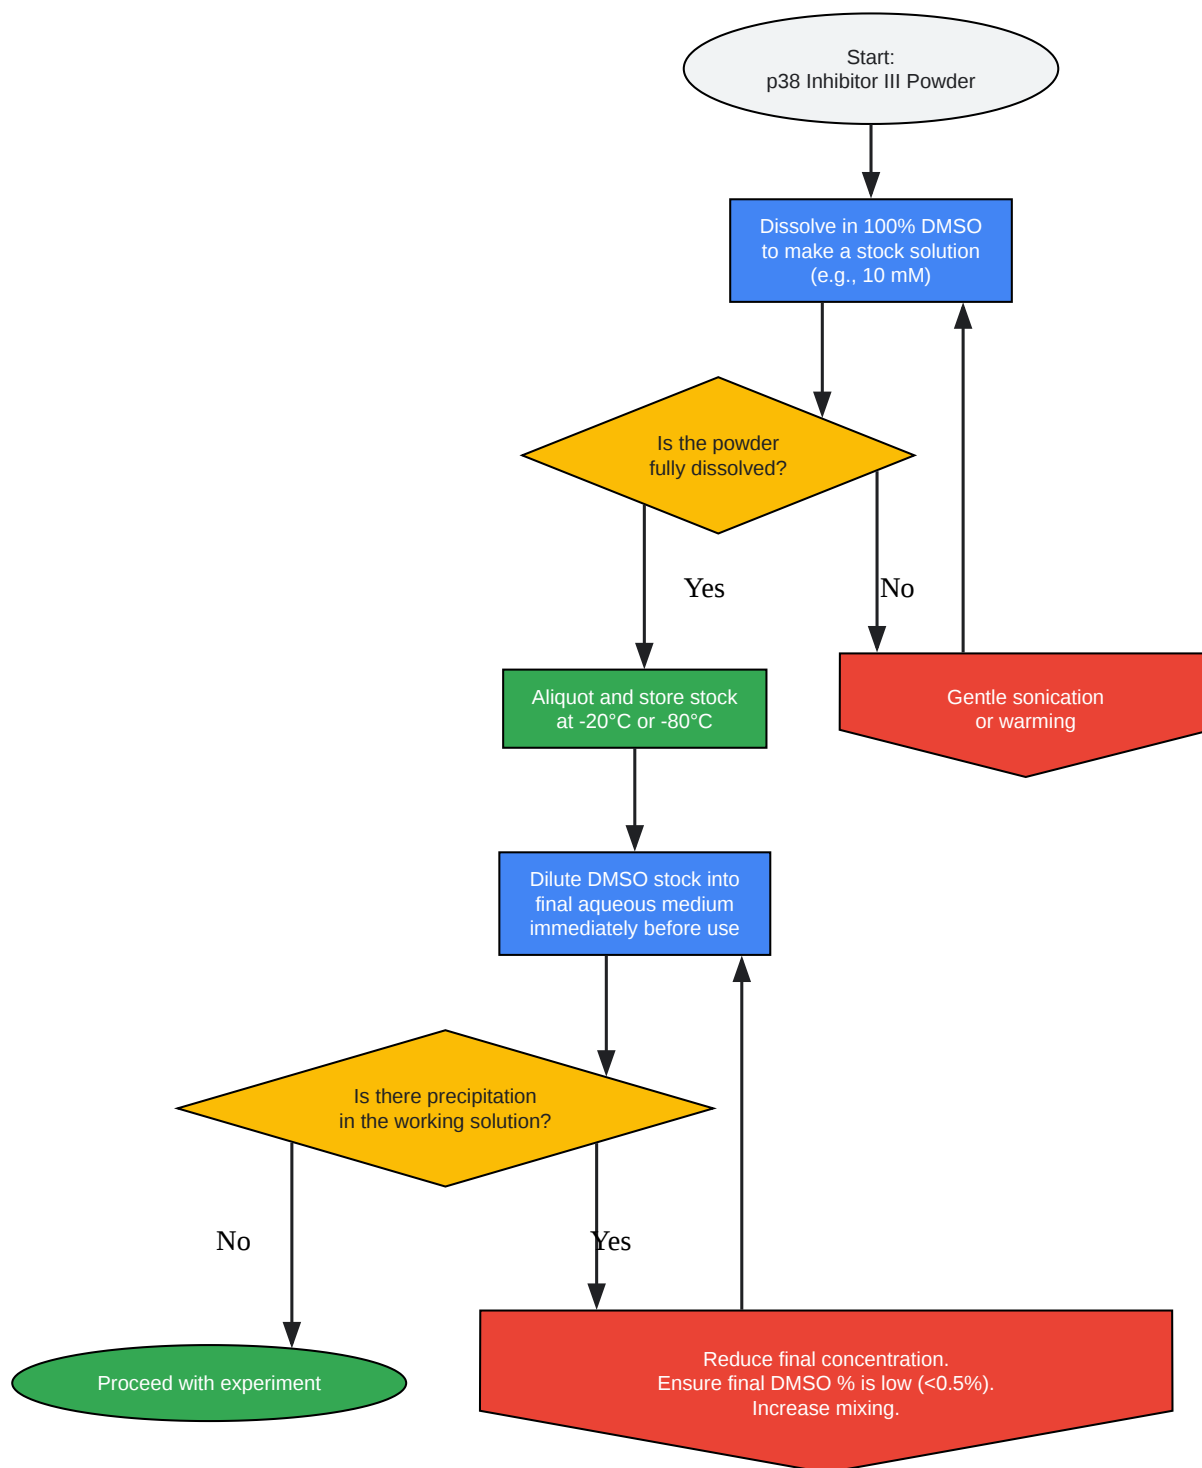 Start:
p38 Inhibitor III Powder
Dissolve in 100% DMSO
to make a stock solution
(e.g., 10 mM)
Is the powder
fully dissolved?
Yes
No
Aliquot and store stock
at -20°C or -80°C
Gentle sonication
or warming
Dilute DMSO stock into
final aqueous medium
immediately before use
Is there precipitation
in the working solution?
No
Yes
Proceed with experiment
Reduce final concentration.
Ensure final DMSO % is low (<0.5%).
Increase mixing.